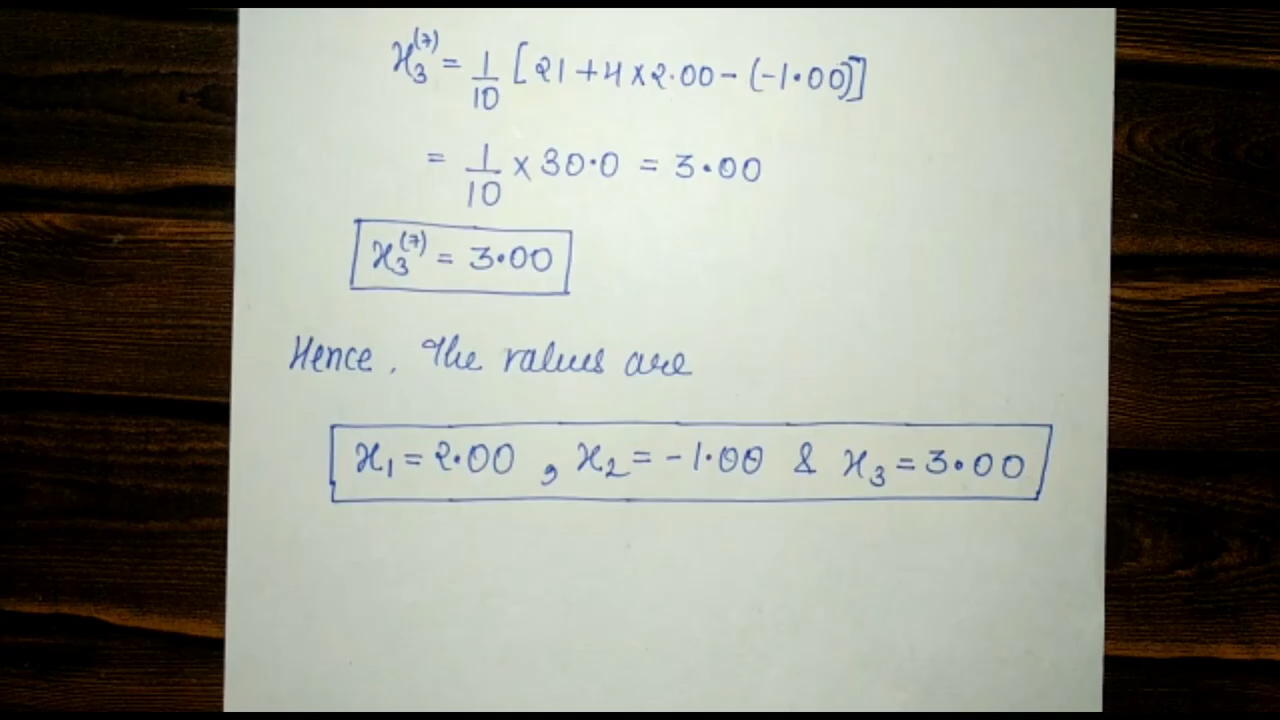 x₃⁽⁷⁾ = 1/10 [21 + 4 × 2.00 - (-1.00)]
= 1/10 × 30.0 = 3.00
x₃⁽⁷⁾ = 3.00
Hence, The values are
x₁ = 2.00 , x₂ = -1.00 & x₃ = 3.00